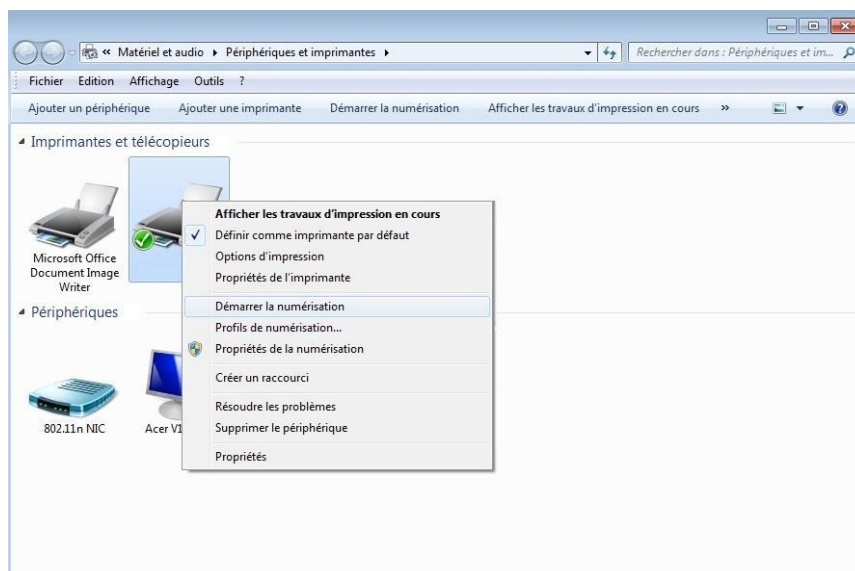 « Matériel et audio ▸ Périphériques et imprimantes ▸
Rechercher dans : Périphériques et im...
Fichier Edition Affichage Outils ?
Ajouter un périphérique Ajouter une imprimante Démarrer la numérisation Afficher les travaux d'impression en cours »
Imprimantes et télécopieurs
Microsoft Office
Document Image
Writer
Afficher les travaux d'impression en cours
Définir comme imprimante par défaut
Options d'impression
Propriétés de l'imprimante
Démarrer la numérisation
Profils de numérisation...
Propriétés de la numérisation
Créer un raccourci
Résoudre les problèmes
Supprimer le périphérique
Propriétés
Périphériques
802.11n NIC
Acer V1